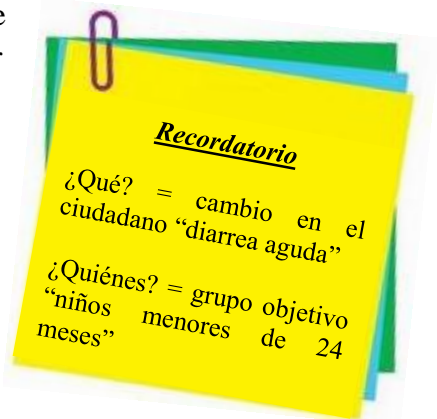 e
.
Recordatorio
¿Qué? = cambio en el
ciudadano “diarrea aguda”
¿Quiénes? = grupo objetivo
“niños menores de 24
meses”